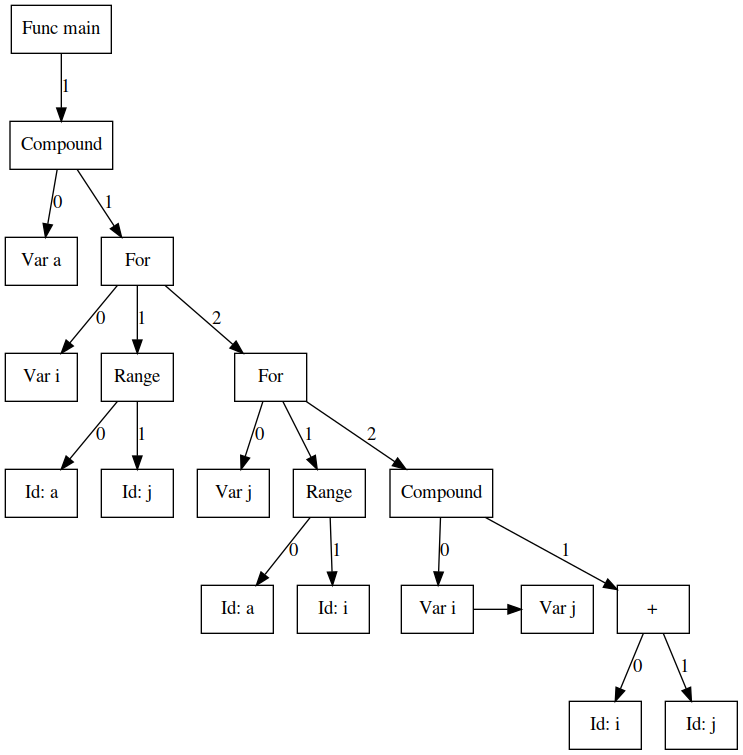 Func main
1
Compound
0 1
Var a For
0 1 2
Var i Range For
0 1 0 1 2
Id: a Id: j Var j Range Compound
0 1 0 1
Id: a Id: i Var i Var j +
0 1
Id: i Id: j